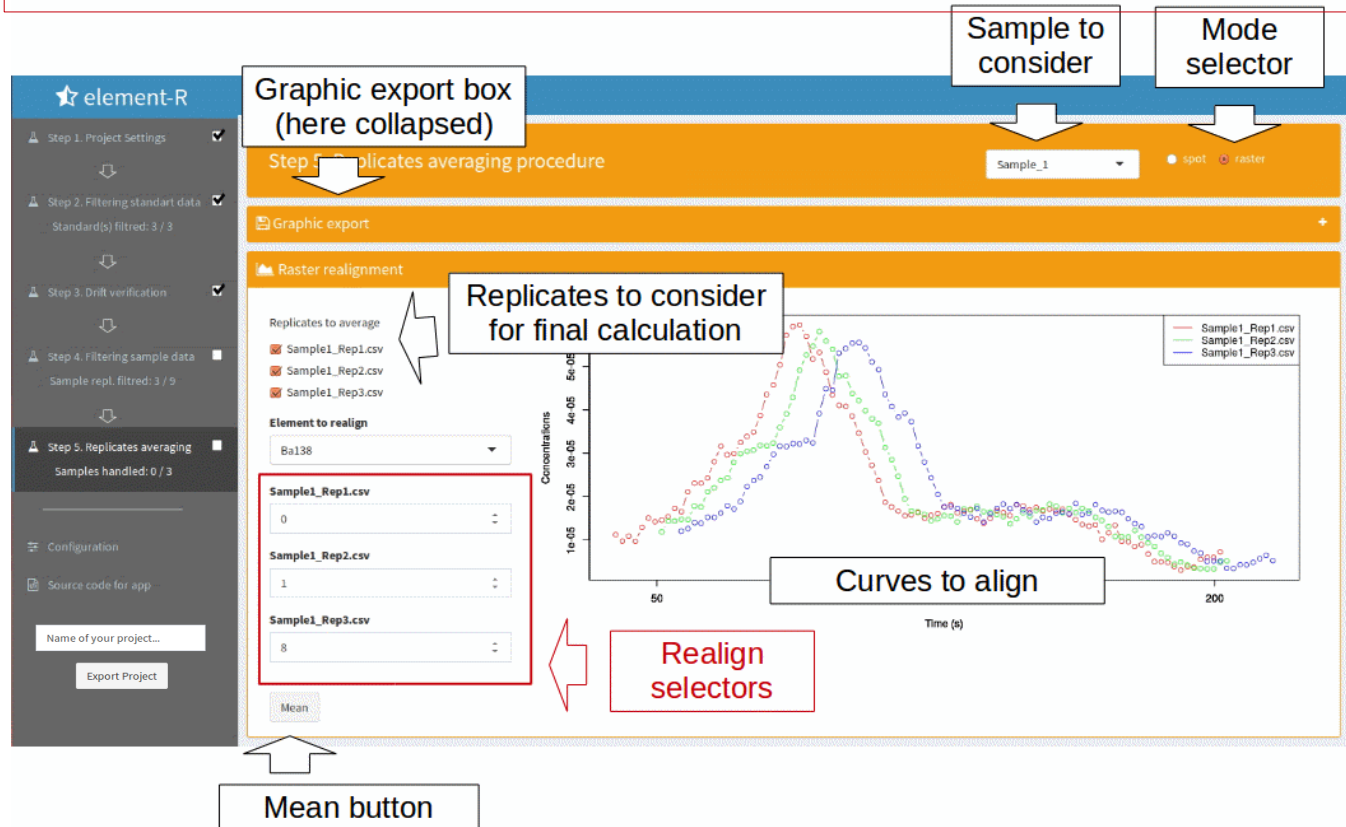 Sample to
consider
Mode
selector
Graphic export box
(here collapsed)
element-R
Step 1. Project Settings
Step 2. Filtering standart data
Standard(s) filtred: 3 / 3
Step 3. Drift verification
Step 4. Filtering sample data
Sample repl. filtred: 3 / 9
Step 5. Replicates averaging
Samples handled: 0 / 3
Configuration
Source code for app
Name of your project...
Export Project
Step 5. Replicates averaging procedure
Sample_1
spot
raster
Graphic export
+
Raster realignment
Replicates to consider
for final calculation
Replicates to average
Sample1_Rep1.csv
Sample1_Rep2.csv
Sample1_Rep3.csv
Element to realign
Ba138
Sample1_Rep1.csv
0
Sample1_Rep2.csv
1
Sample1_Rep3.csv
8
Mean
Concentrations
4e-05
3e-05
2e-05
1e-05
Sample1_Rep1.csv
Sample1_Rep2.csv
Sample1_Rep3.csv
Curves to align
50
200
Time (s)
Realign
selectors
Mean button